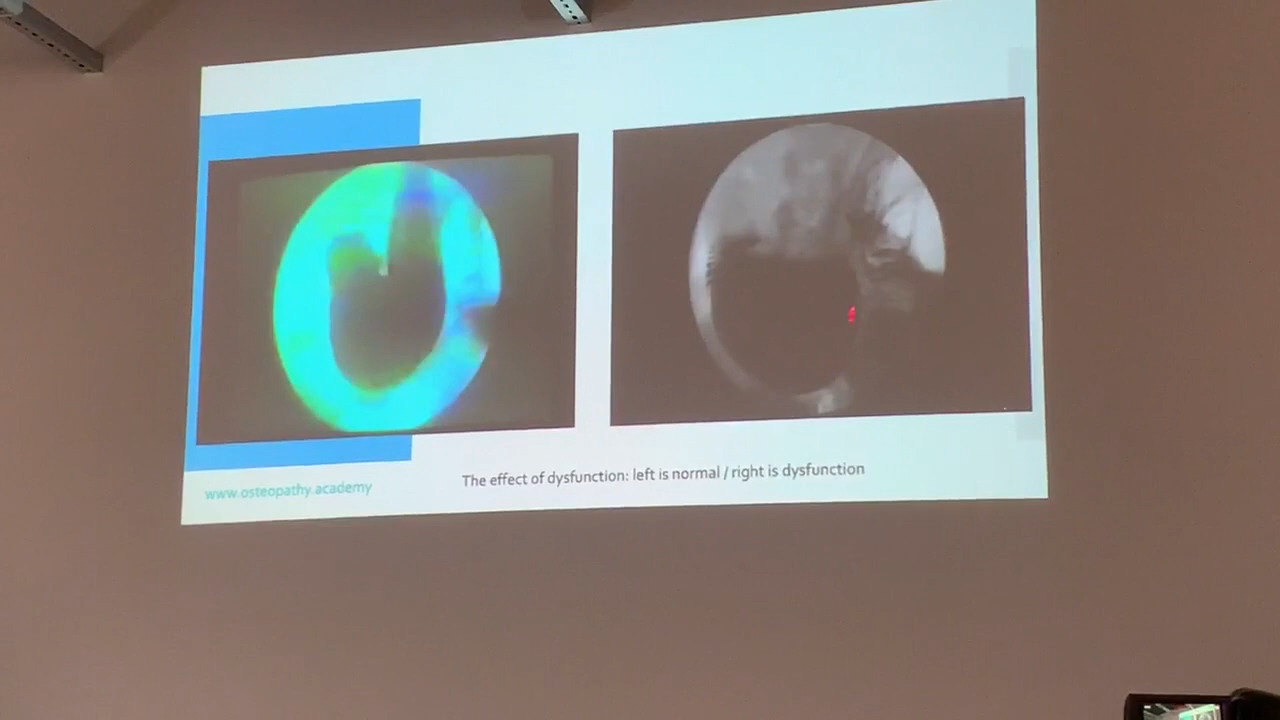 The effect of dysfunction: left is normal / right is dysfunction
www.osteopathy.academy